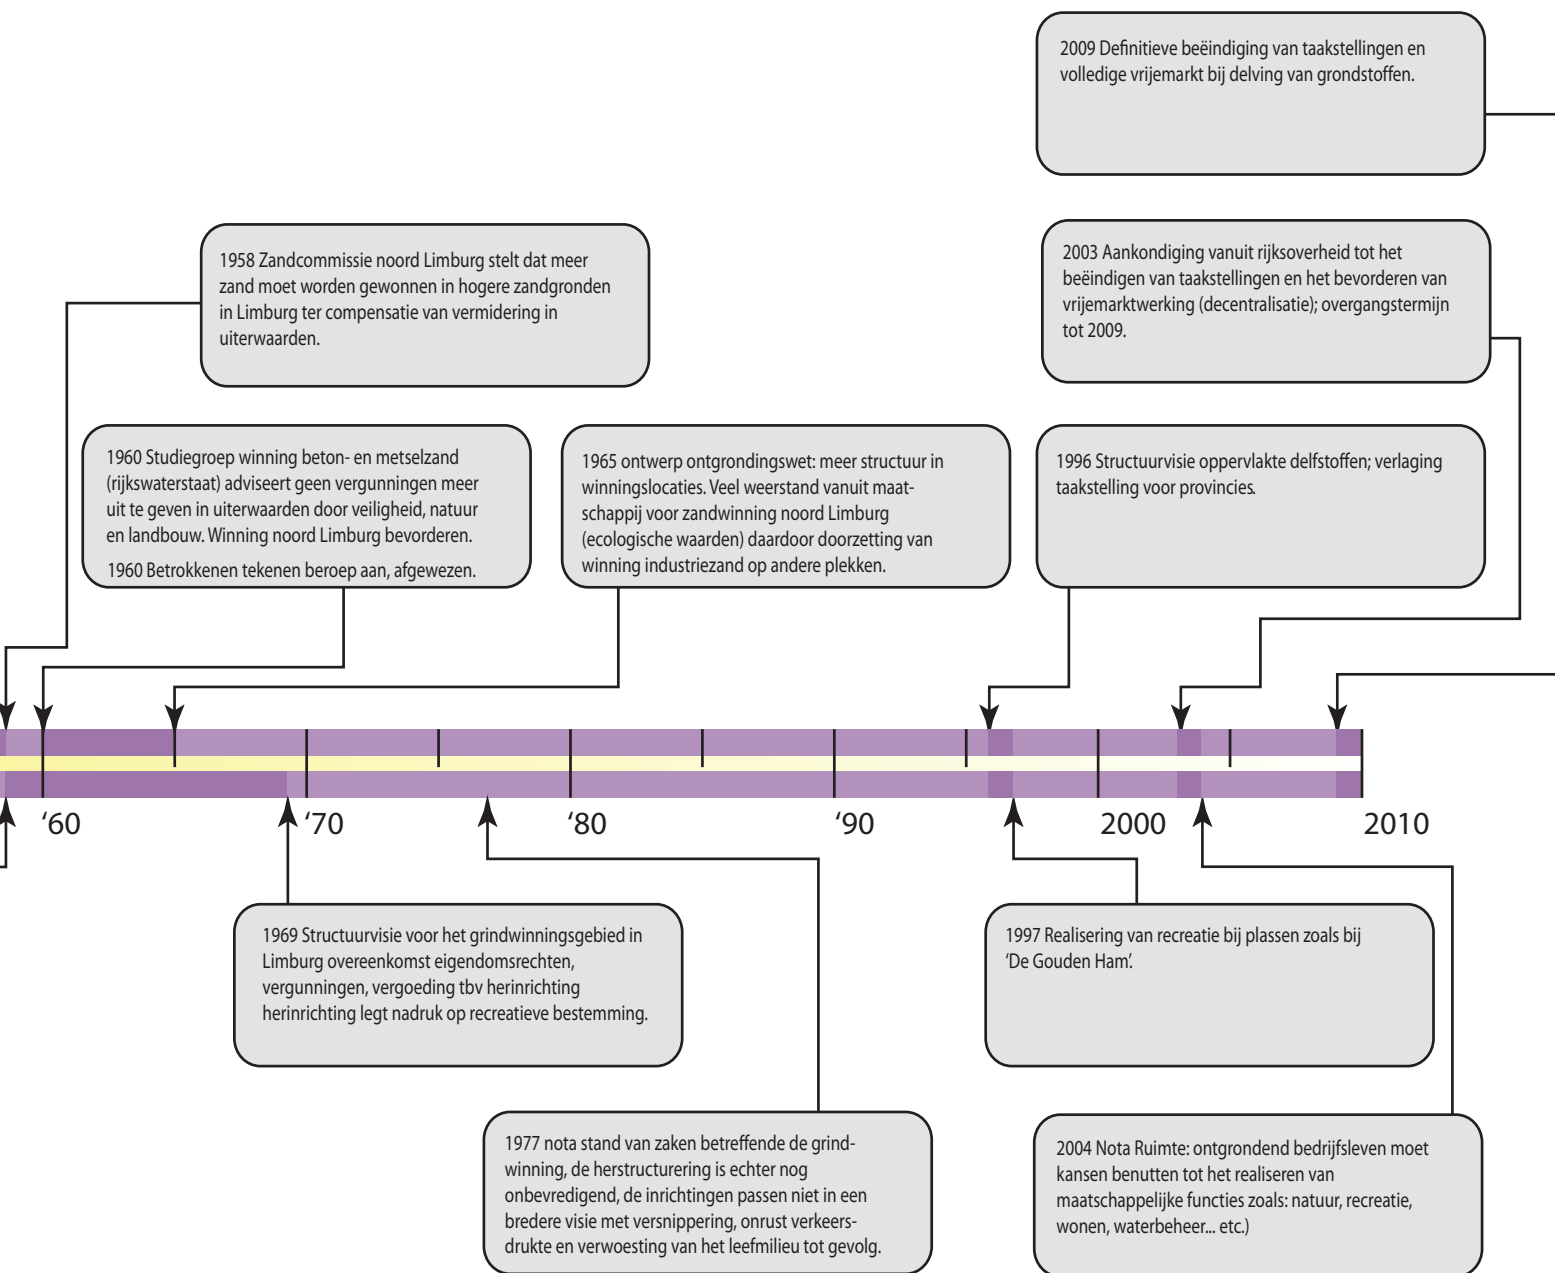 2009 Definitieve beëindiging van taakstellingen en
volledige vrijemarkt bij delving van grondstoffen.
1958 Zandcommissie noord Limburg stelt dat meer
zand moet worden gewonnen in hogere zandgronden
in Limburg ter compensatie van vermidering in
uiterwaarden.
2003 Aankondiging vanuit rijksoverheid tot het
beëindigen van taakstellingen en het bevorderen van
vrijemarktwerking (decentralisatie); overgangstermijn
tot 2009.
1960 Studiegroep winning beton- en metselzand
(rijkswaterstaat) adviseert geen vergunningen meer
uit te geven in uiterwaarden door veiligheid, natuur
en landbouw. Winning noord Limburg bevorderen.
1960 Betrokkenen tekenen beroep aan, afgewezen.
1965 ontwerp ontgrondingswet: meer structuur in
winningslocaties. Veel weerstand vanuit maat-
schappij voor zandwinning noord Limburg
(ecologische waarden) daardoor doorzetting van
winning industriezand op andere plekken.
1996 Structuurvisie oppervlakte delfstoffen; verlaging
taakstelling voor provincies.
‘60 ‘70 ‘80 ‘90 2000 2010
1969 Structuurvisie voor het grindwinningsgebied in
Limburg overeenkomst eigendomsrechten,
vergunningen, vergoeding tbv herinrichting
herinrichting legt nadruk op recreatieve bestemming.
1997 Realisering van recreatie bij plassen zoals bij
‘De Gouden Ham’.
1977 nota stand van zaken betreffende de grind-
winning, de herstructurering is echter nog
onbevredigend, de inrichtingen passen niet in een
bredere visie met versnippering, onrust verkeers-
drukte en verwoesting van het leefmilieu tot gevolg.
2004 Nota Ruimte: ontgrondend bedrijfsleven moet
kansen benutten tot het realiseren van
maatschappelijke functies zoals: natuur, recreatie,
wonen, waterbeheer... etc.)